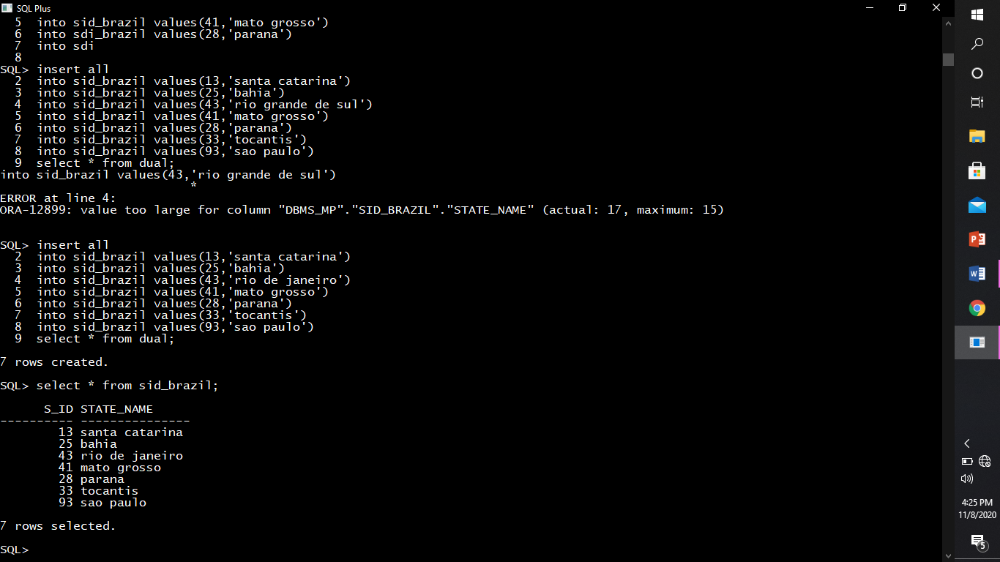 SQL Plus
5  into sid_brazil values(41,'mato grosso')
6  into sdi_brazil values(28,'parana')
7  into sdi
8
SQL> insert all
2  into sid_brazil values(13,'santa catarina')
3  into sid_brazil values(25,'bahia')
4  into sid_brazil values(43,'rio grande de sul')
5  into sid_brazil values(41,'mato grosso')
6  into sid_brazil values(28,'parana')
7  into sid_brazil values(33,'tocantis')
8  into sid_brazil values(93,'sao paulo')
9  select * from dual;
into sid_brazil values(43,'rio grande de sul')
*
ERROR at line 4:
ORA-12899: value too large for column "DBMS_MP"."SID_BRAZIL"."STATE_NAME" (actual: 17, maximum: 15)
SQL> insert all
2  into sid_brazil values(13,'santa catarina')
3  into sid_brazil values(25,'bahia')
4  into sid_brazil values(43,'rio de janeiro')
5  into sid_brazil values(41,'mato grosso')
6  into sid_brazil values(28,'parana')
7  into sid_brazil values(33,'tocantis')
8  into sid_brazil values(93,'sao paulo')
9  select * from dual;
7 rows created.
SQL> select * from sid_brazil;
S_ID STATE_NAME
---------- ---------------
13 santa catarina
25 bahia
43 rio de janeiro
41 mato grosso
28 parana
33 tocantis
93 sao paulo
7 rows selected.
SQL>
P
W
4:25 PM
11/8/2020
5